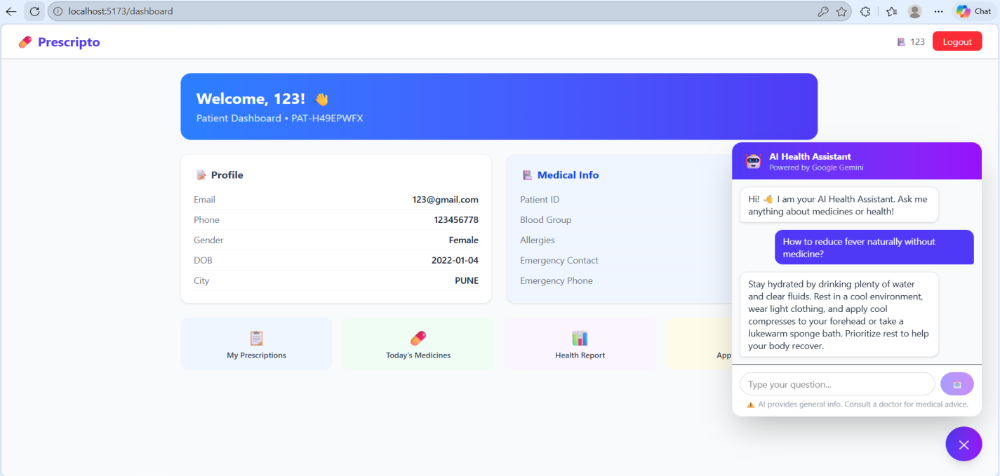 localhost:5173/dashboard
Chat
Prescripto
123
Logout
Welcome, 123!
Patient Dashboard • PAT-H49EPWFX
Profile
Email 123@gmail.com
Phone 123456778
Gender Female
DOB 2022-01-04
City PUNE
Medical Info
Patient ID
Blood Group
Allergies
Emergency Contact
Emergency Phone
My Prescriptions
Today's Medicines
Health Report
App
AI Health Assistant
Powered by Google Gemini
Hi! 👋 I am your AI Health Assistant. Ask me
anything about medicines or health!
How to reduce fever naturally without
medicine?
Stay hydrated by drinking plenty of water
and clear fluids. Rest in a cool environment,
wear light clothing, and apply cool
compresses to your forehead or take a
lukewarm sponge bath. Prioritize rest to help
your body recover.
Type your question...
⚠️ AI provides general info. Consult a doctor for medical advice.